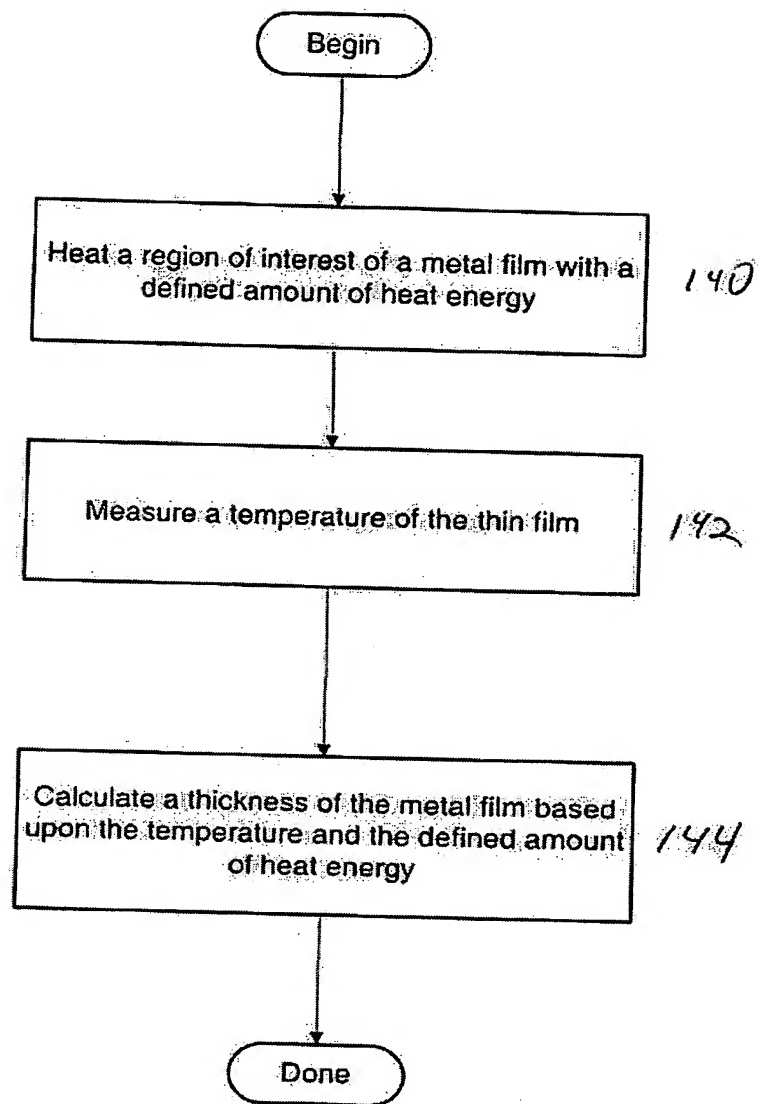 Begin
Heat a region of interest of a metal film with a
defined amount of heat energy
140
Measure a temperature of the thin film
142
Calculate a thickness of the metal film based
upon the temperature and the defined amount
of heat energy
144
Done